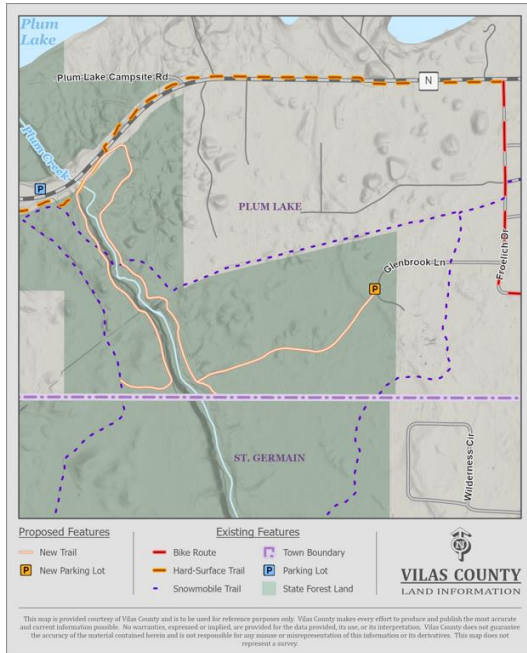 Plum
Lake
Plum-Lake-Campsite Rd
N
Plum Creek
P
PLUM LAKE
Glenbrook Ln
P
Froelich Dr
ST. GERMAIN
Wilderness Cir
Proposed Features
New Trail
P New Parking Lot
Existing Features
Bike Route
Hard-Surface Trail
Snowmobile Trail
Town Boundary
P Parking Lot
State Forest Land
N
VILAS COUNTY
LAND INFORMATION
This map is provided courtesy of Vilas County and is to be used for reference purposes only. Vilas County makes every effort to produce and publish the most accurate
and current information possible. No warranties, expressed or implied, are provided for the data provided, its use, or its interpretation. Vilas County does not guarantee
the accuracy of the material contained herein and is not responsible for any misuse or misrepresentation of this information or its derivatives. This map does not
represent a survey.